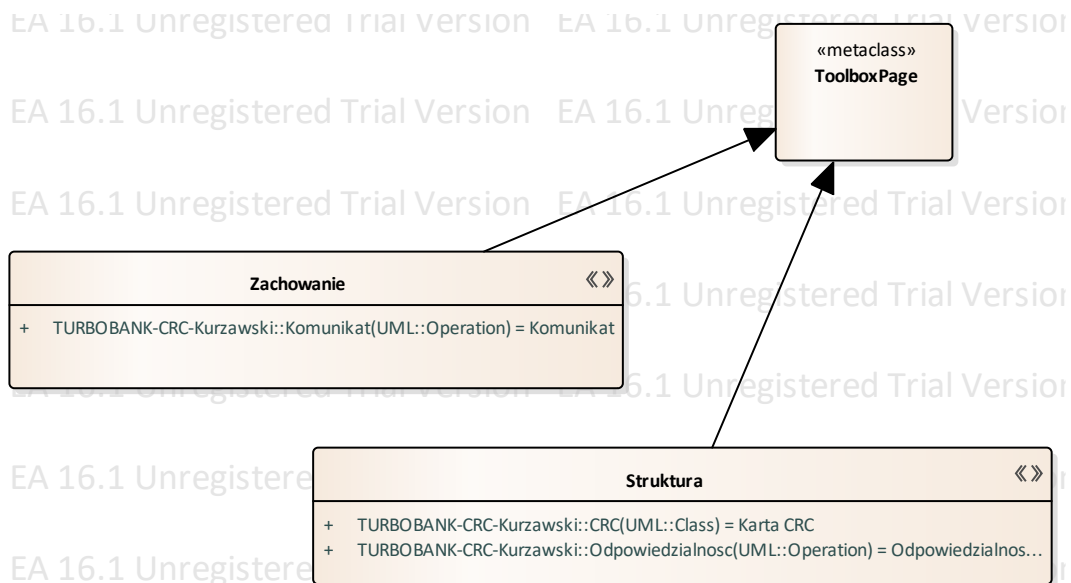 EA 16.1 Unregistered Trial Version EA 16.1 Unregistered Trial Version
«metaclass»
ToolboxPage
EA 16.1 Unregistered Trial Version EA 16.1 Version
EA 16.1 Unregistered Trial Version EA 16.1 Unregistered Trial Version
Zachowanie
+ TURBOBANK-CRC-Kurzawski::Komunikat(UML::Operation) = Komunikat
6.1 Unregistered Trial Version
6.1 Unregistered Trial Version
EA 16.1
Struktura
+ TURBOBANK-CRC-Kurzawski::CRC(UML::Class) = Karta CRC
+ TURBOBANK-CRC-Kurzawski::Odpowiedzialnosc(UML::Operation) = Odpowiedzialnos...
EA 16.1